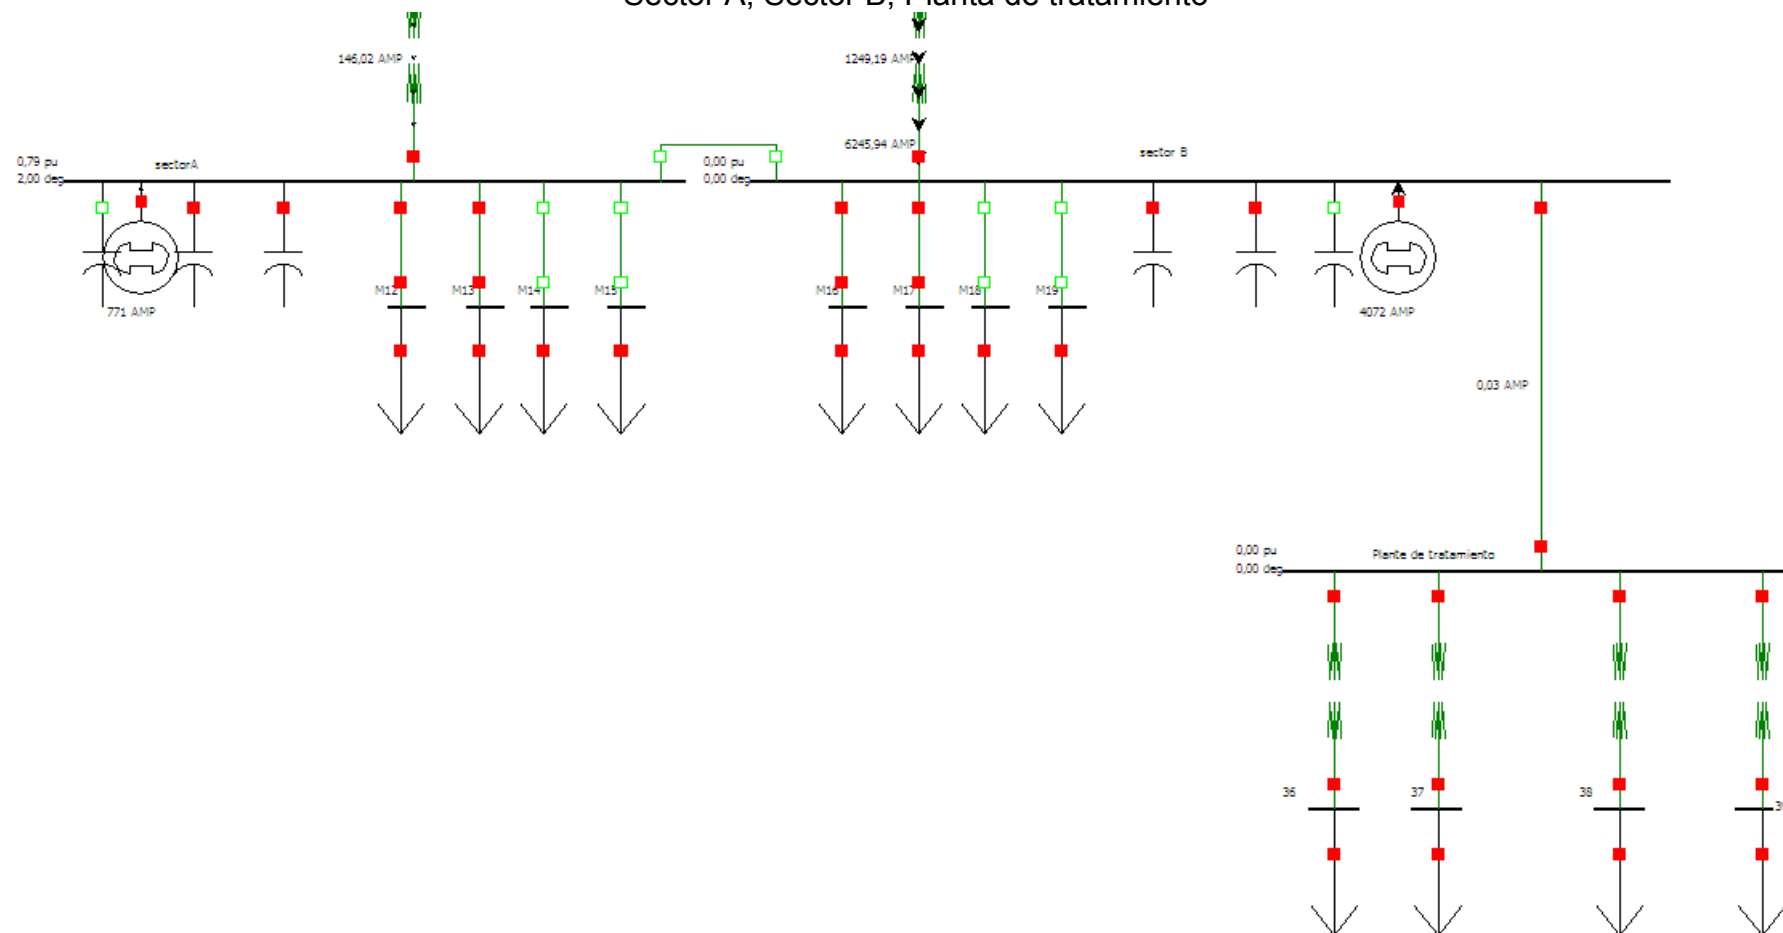 Sector A, Sector B, Planta de tratamiento
146,02 AMP
1249,19 AMP
6245,94 AMP
0,79 pu
2,00 deg
sectorA
0,00 pu
0,00 deg
sector B
M12
M13
M14
M15
M16
M17
M18
M19
771 AMP
4072 AMP
0,03 AMP
0,00 pu
0,00 deg
Plante de tratamiento
36
37
38